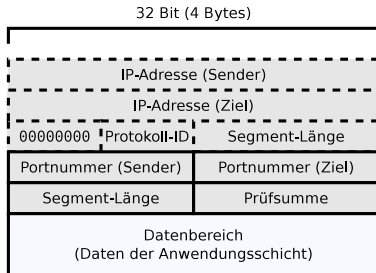 32 Bit (4 Bytes)
IP-Adresse (Sender)
IP-Adresse (Ziel)
00000000 Protokoll-ID Segment-Länge
Portnummer (Sender) Portnummer (Ziel)
Segment-Länge Prüfsumme
Datenbereich
(Daten der Anwendungsschicht)